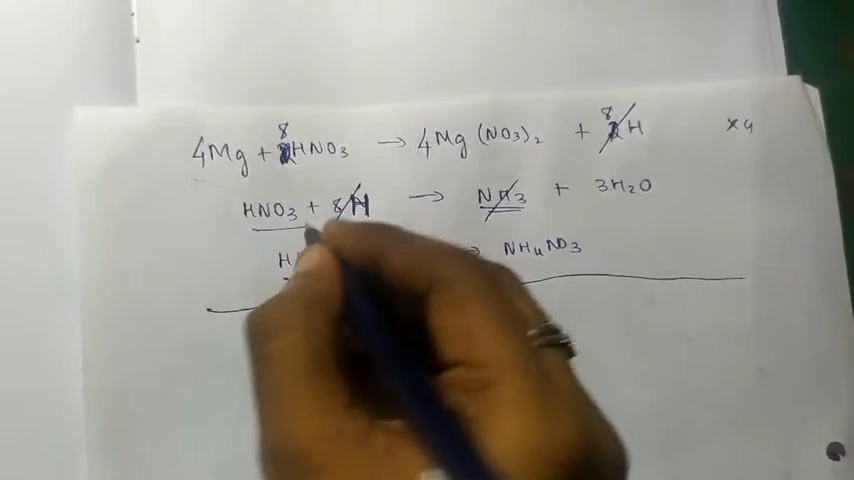 4Mg + 8HNO₃ → 4Mg(NO₃)₂ + 8H ×4
HNO₃ + 8H → NH₃ + 3H₂O
H → NH₄NO₃